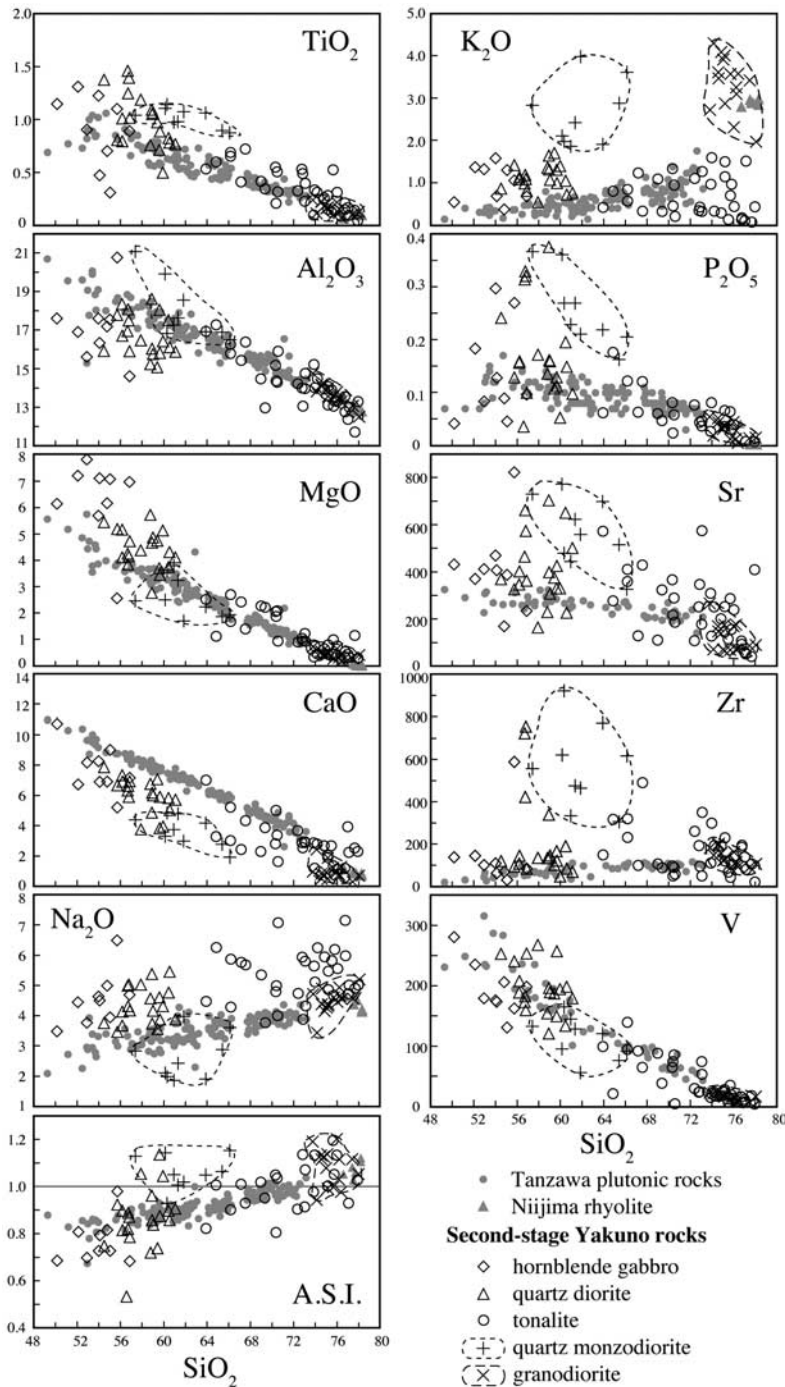 TiO2
2.0
1.5
1.0
0.5
0
K2O
5.0
4.0
3.0
2.0
1.0
0
Al2O3
21
19
17
15
13
11
P2O5
0.4
0.3
0.2
0.1
0
MgO
8
7
6
5
4
3
2
1
0
Sr
800
600
400
200
0
CaO
14
12
10
8
6
4
2
0
Zr
1000
800
600
400
200
0
Na2O
8
7
6
5
4
3
2
1
V
300
200
100
0
48 52 56 60 64 68 72 76 80
SiO2
A.S.I.
1.2
1.0
0.8
0.6
0.4
48 52 56 60 64 68 72 76 80
SiO2
Tanzawa plutonic rocks
Niijima rhyolite
Second-stage Yakuno rocks
hornblende gabbro
quartz diorite
tonalite
quartz monzodiorite
granodiorite